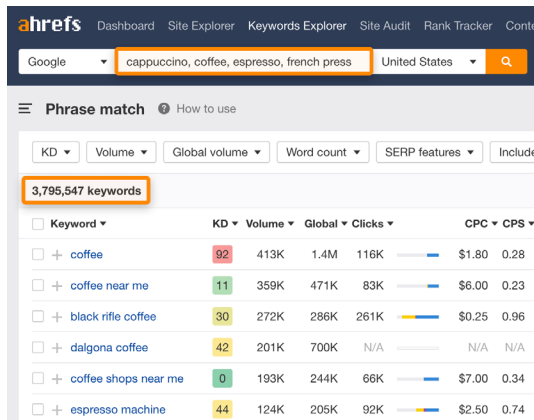 ahrefs Dashboard Site Explorer Keywords Explorer Site Audit Rank Tracker Conte
Google cappuccino, coffee, espresso, french press United States
Phrase match How to use
KD Volume Global volume Word count SERP features Include
3,795,547 keywords
Keyword KD Volume Global Clicks CPC CPS
coffee 92 413K 1.4M 116K $1.80 0.28
coffee near me 11 359K 471K 83K $6.00 0.23
black rifle coffee 30 272K 286K 261K $0.25 0.96
dalgona coffee 42 201K 700K N/A N/A N/A
coffee shops near me 0 193K 244K 66K $7.00 0.34
espresso machine 44 124K 205K 92K $2.50 0.74